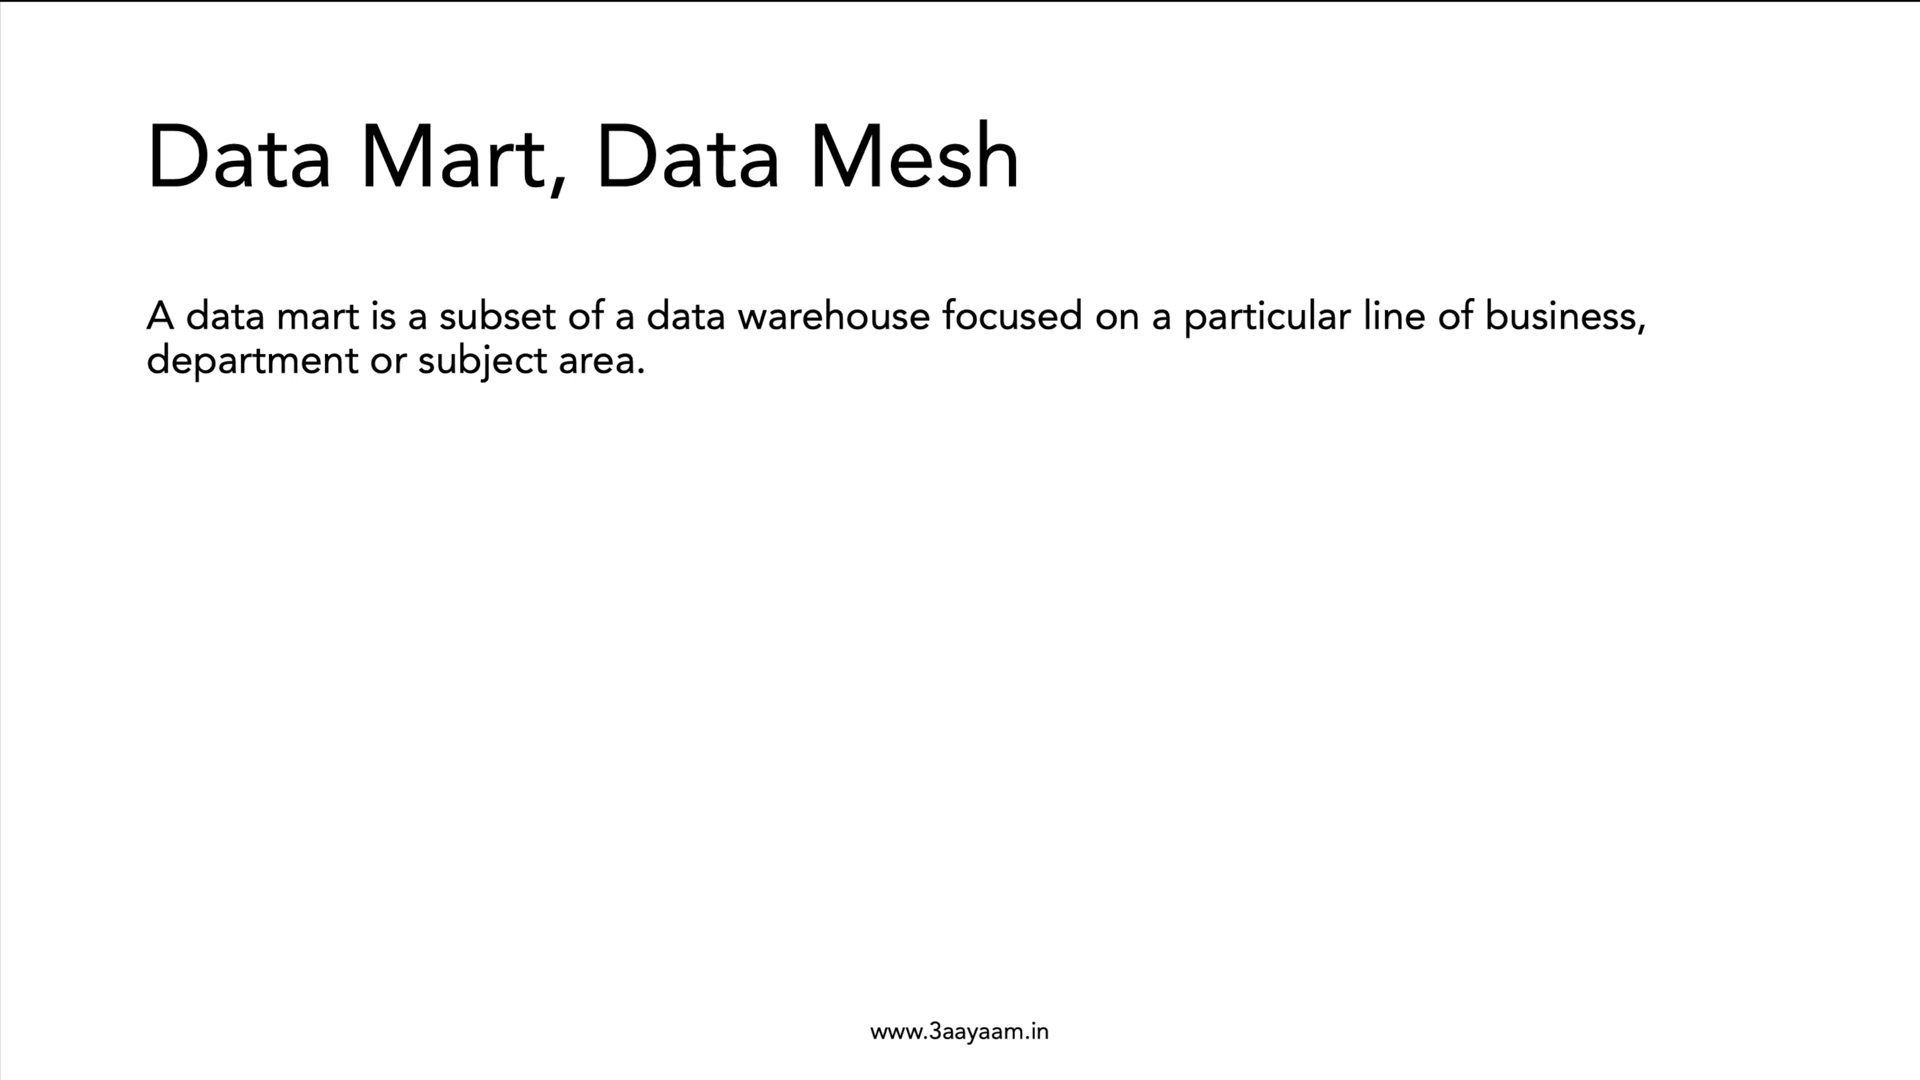 Data Mart, Data Mesh
A data mart is a subset of a data warehouse focused on a particular line of business,
department or subject area.
www.3aayaam.in